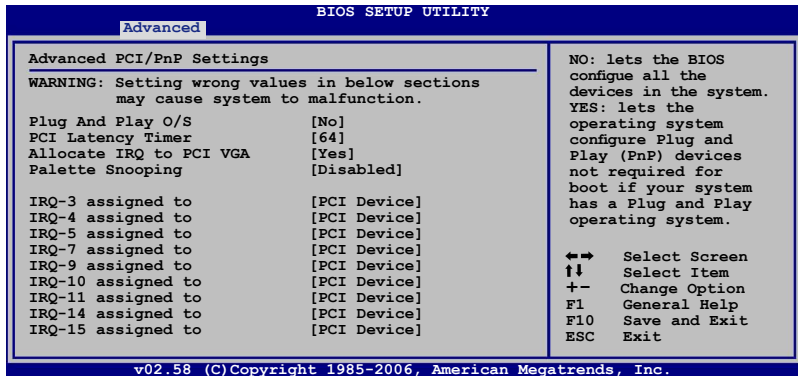 BIOS SETUP UTILITY
Advanced
Advanced PCI/PnP Settings
WARNING: Setting wrong values in below sections
may cause system to malfunction.
Plug And Play O/S [No]
PCI Latency Timer [64]
Allocate IRQ to PCI VGA [Yes]
Palette Snooping [Disabled]
IRQ-3 assigned to [PCI Device]
IRQ-4 assigned to [PCI Device]
IRQ-5 assigned to [PCI Device]
IRQ-7 assigned to [PCI Device]
IRQ-9 assigned to [PCI Device]
IRQ-10 assigned to [PCI Device]
IRQ-11 assigned to [PCI Device]
IRQ-14 assigned to [PCI Device]
IRQ-15 assigned to [PCI Device]
NO: lets the BIOS
configue all the
devices in the system.
YES: lets the
operating system
configure Plug and
Play (PnP) devices
not required for
boot if your system
has a Plug and Play
operating system.
←→ Select Screen
↑↓ Select Item
+- Change Option
F1 General Help
F10 Save and Exit
ESC Exit
v02.58 (C)Copyright 1985-2006, American Megatrends, Inc.